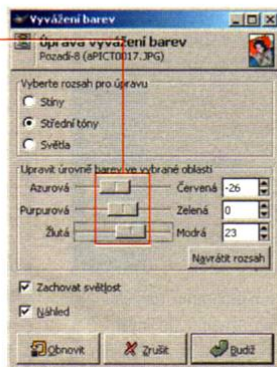 Vyvážení barev
Úprava vyvážení barev
Pozadí-8 (aPICT0017.JPG)
Vyberte rozsah pro úpravu
Stíny
Střední tóny
Světla
Upravit úrovně barev ve vybrané oblasti
Azurová Červená -26
Purpurová Zelená 0
Žlutá Modrá 23
Navrátit rozsah
Zachovat světlost
Náhled
Obnovit Zrušit Budiž